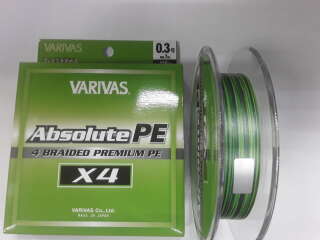 VARIVAS
0.3号
VARIVAS
Absolute PE
4 BRAIDED PREMIUM PE
X4
VARIVAS Co., Ltd.
MADE IN JAPAN